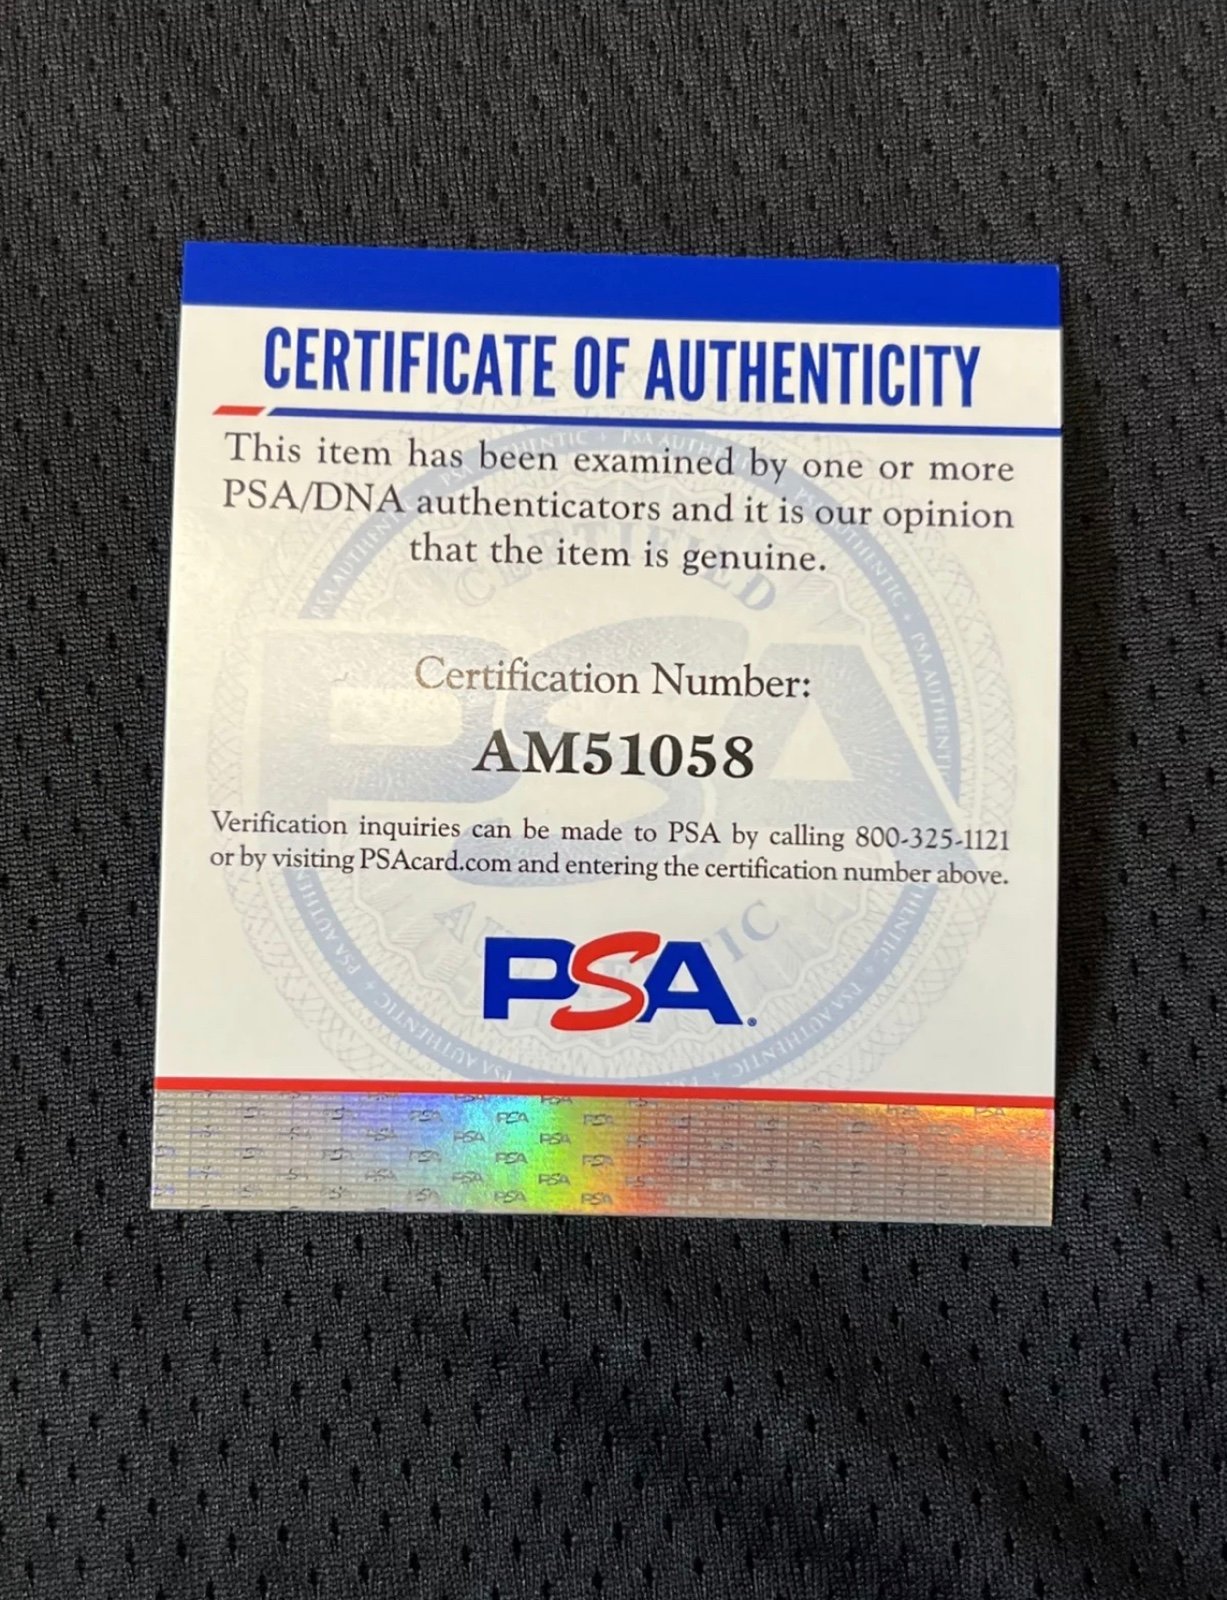 CERTIFICATE OF AUTHENTICITY
This item has been examined by one or more
PSA/DNA authenticators and it is our opinion
that the item is genuine.
CERTIFIED
Certification Number:
AM51058
Verification inquiries can be made to PSA by calling 800-325-1121
or by visiting PSAcard.com and entering the certification number above.
PSA